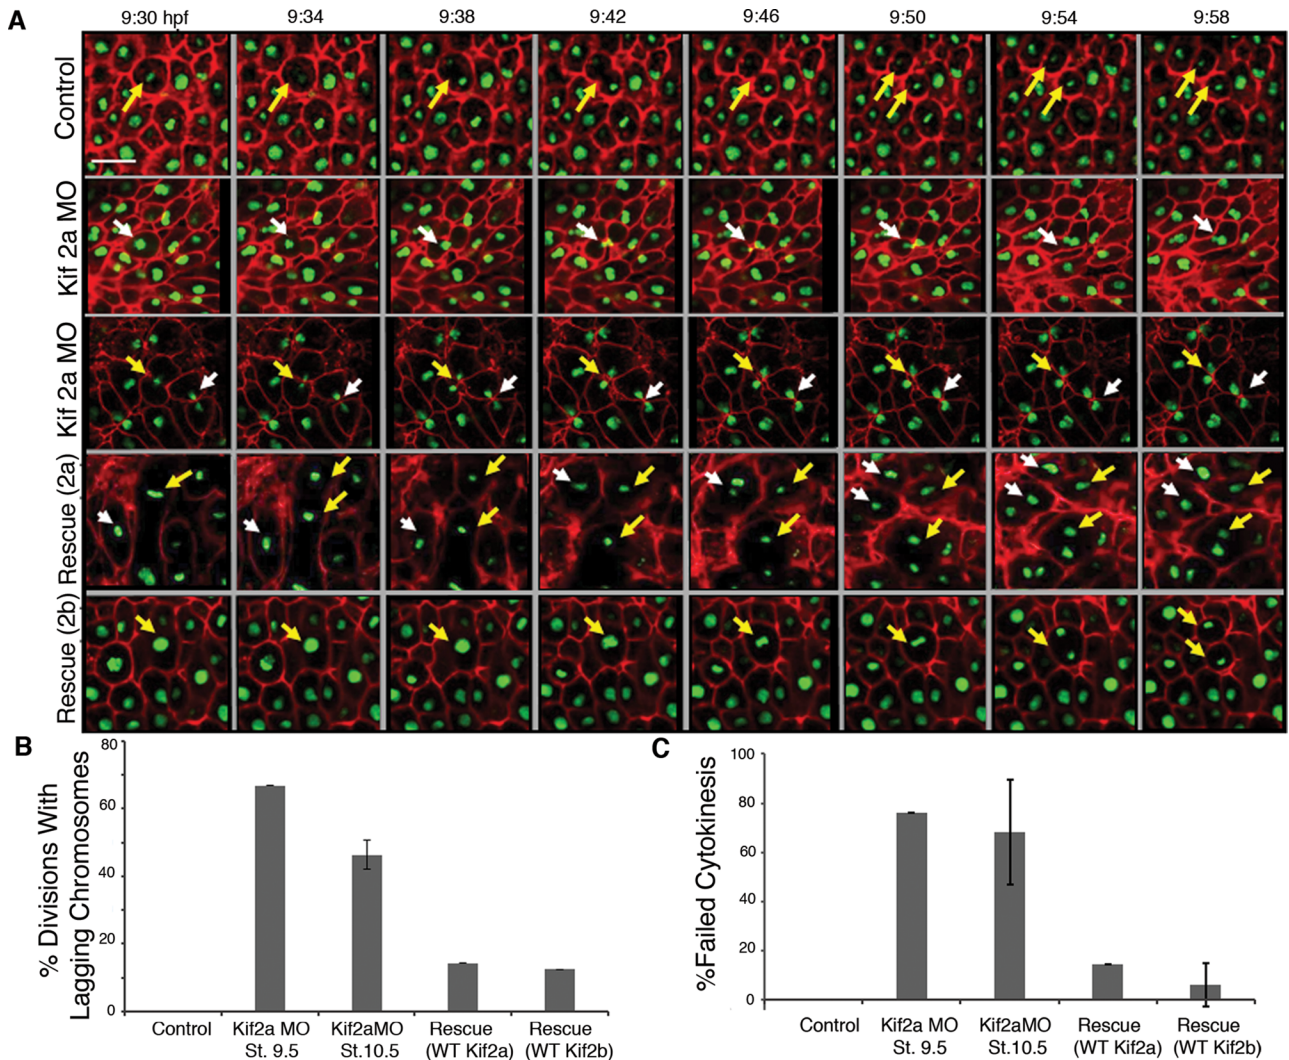 A
9:30 hpf 9:34 9:38 9:42 9:46 9:50 9:54 9:58
Control
Kif 2a MO
Kif 2a MO
Rescue (2a)
Rescue (2b)
B
% Divisions With
Lagging Chromosomes
80
60
40
20
0
Control
Kif2a MO
St. 9.5
Kif2aMO
St.10.5
Rescue
(WT Kif2a)
Rescue
(WT Kif2b)
C
%Failed Cytokinesis
100
80
60
40
20
0
Control
Kif2a MO
St. 9.5
Kif2aMO
St.10.5
Rescue
(WT Kif2a)
Rescue
(WT Kif2b)